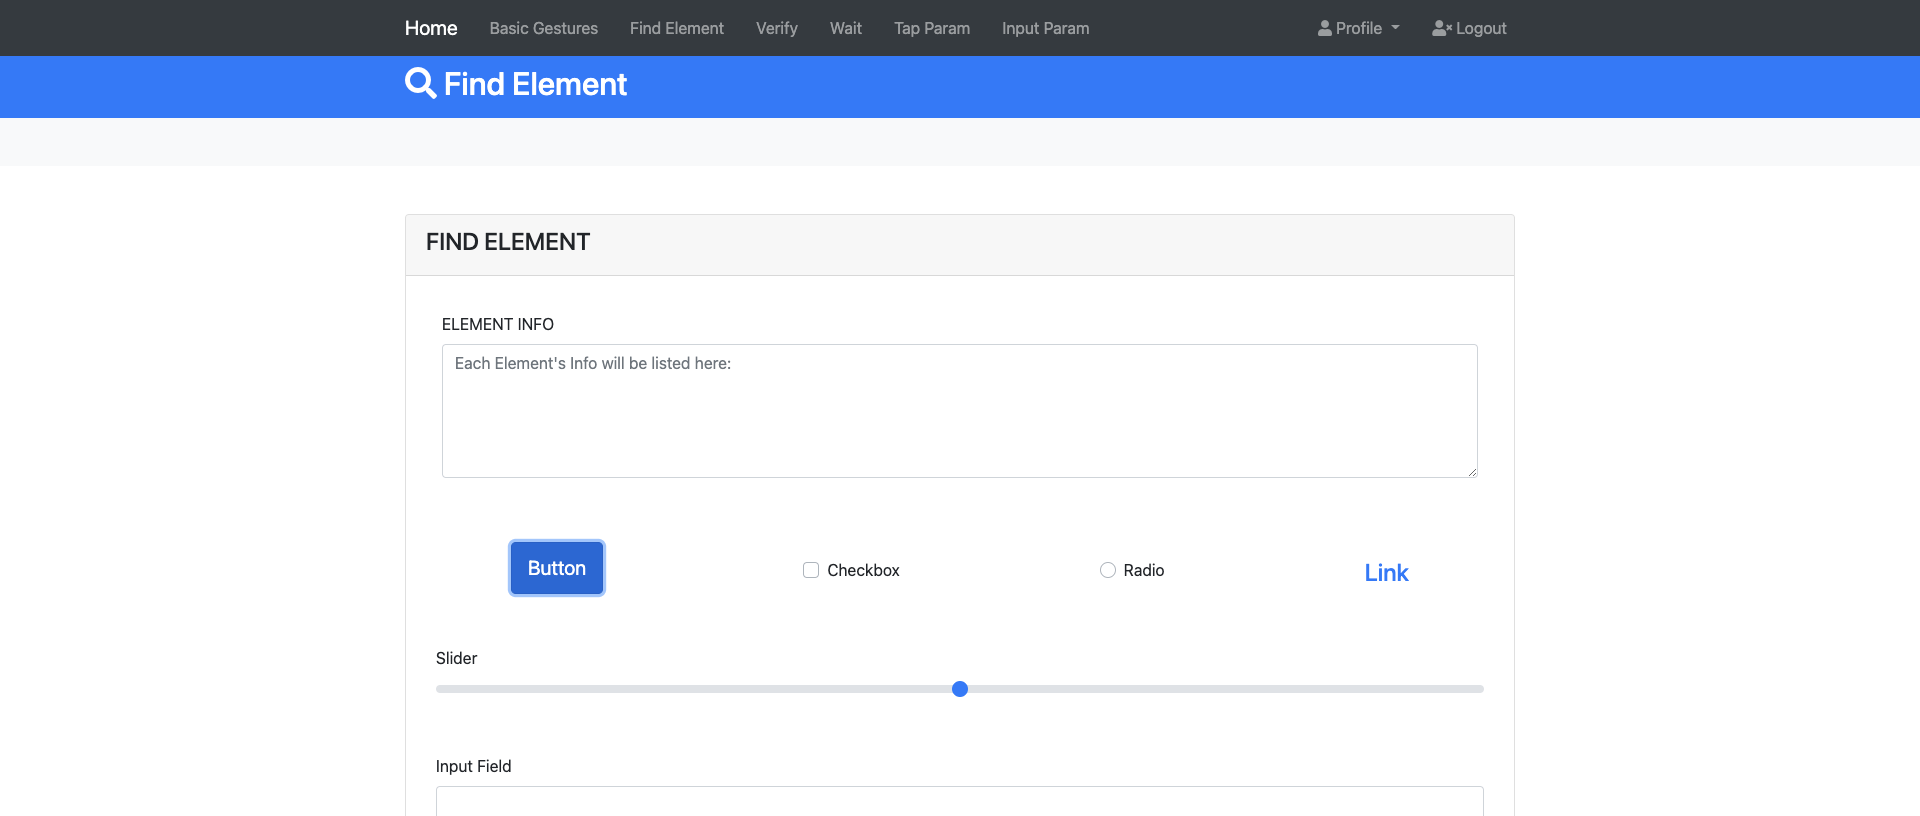 Home Basic Gestures Find Element Verify Wait Tap Param Input Param Profile Logout
Find Element
FIND ELEMENT
ELEMENT INFO
Each Element's Info will be listed here:
Button Checkbox Radio Link
Slider
Input Field